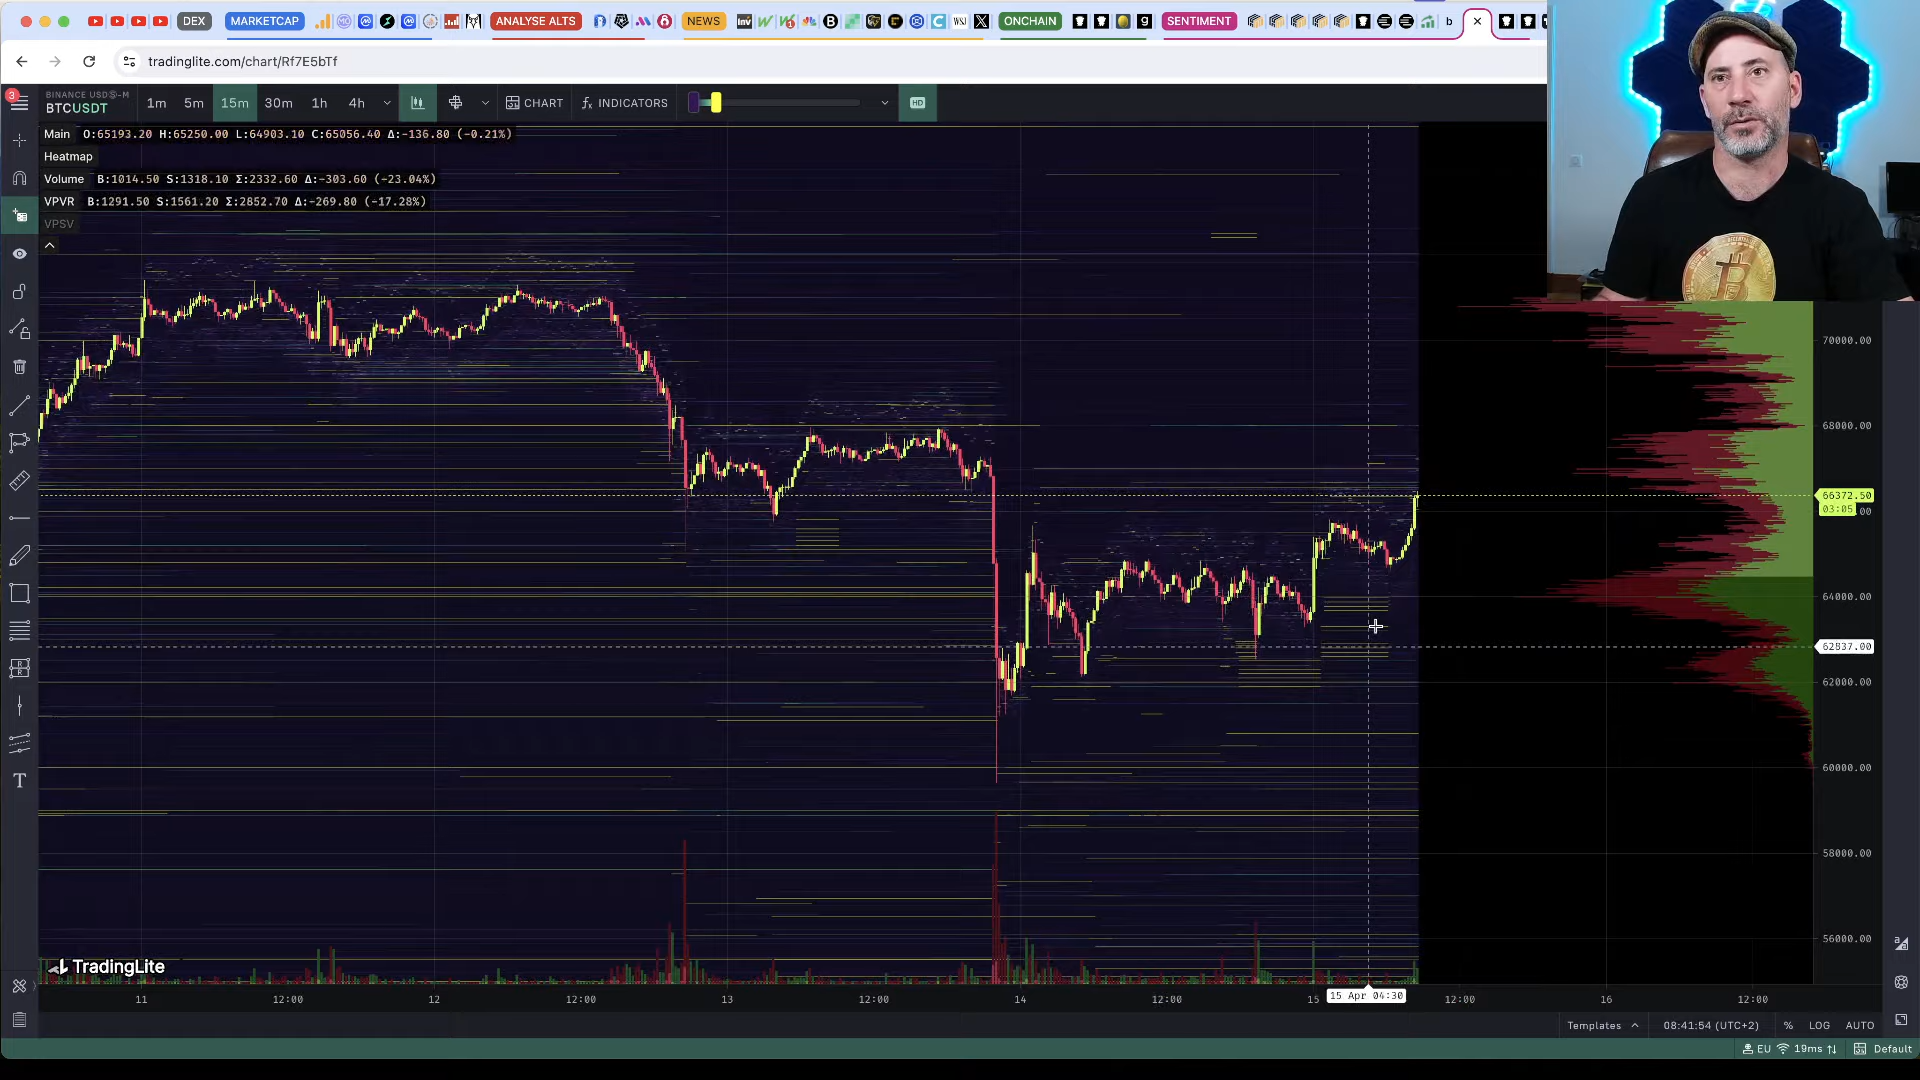 DEX
MARKETCAP
ANALYSE ALTS
NEWS
ONCHAIN
SENTIMENT
tradinglite.com/chart/Rf7E5bTf
3
BINANCE USDⓈ-M
BTCUSDT
1m 5m 15m 30m 1h 4h CHART INDICATORS HD
Main O:65193.20 H:65250.00 L:64903.10 C:65056.40 Δ:-136.80 (-0.21%)
Heatmap
Volume B:1014.50 S:1318.10 Σ:2332.60 Δ:-303.60 (-23.04%)
VPVR B:1291.50 S:1561.20 Σ:2852.70 Δ:-269.80 (-17.28%)
VPSV
70000.00
68000.00
66372.50
03:05
64000.00
62837.00
62000.00
60000.00
58000.00
56000.00
TradingLite
11 12:00 12 12:00 13 12:00 14 12:00 15 15 Apr 04:30 12:00 16 12:00
Templates 08:41:54 (UTC+2) % LOG AUTO
EU 19ms Default